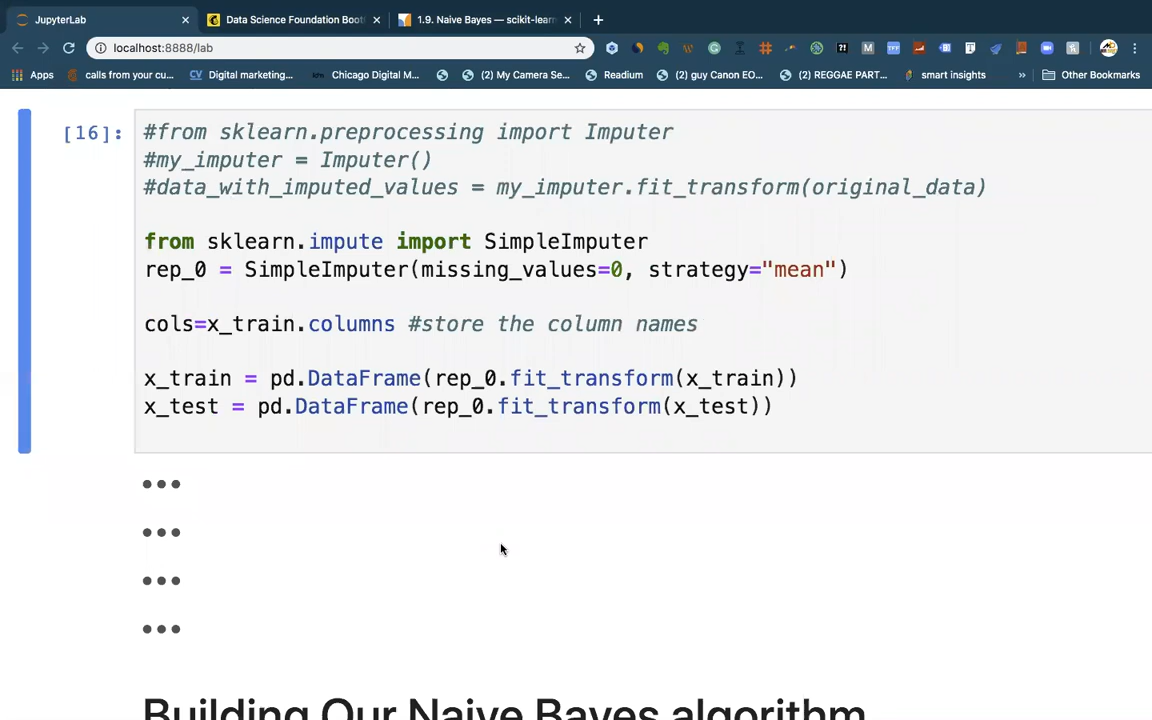 JupyterLab
Data Science Foundation Boot
1.9. Naive Bayes — scikit-learn
localhost:8888/lab
Apps
calls from your cu...
CV Digital marketing...
Chicago Digital M...
(2) My Camera Se...
Readium
(2) guy Canon EO...
(2) REGGAE PART...
smart insights
»
Other Bookmarks
[16]:
#from sklearn.preprocessing import Imputer
#my_imputer = Imputer()
#data_with_imputed_values = my_imputer.fit_transform(original_data)
from sklearn.impute import SimpleImputer
rep_0 = SimpleImputer(missing_values=0, strategy="mean")
cols=x_train.columns #store the column names
x_train = pd.DataFrame(rep_0.fit_transform(x_train))
x_test = pd.DataFrame(rep_0.fit_transform(x_test))
Building Our Naive Bayes algorithm